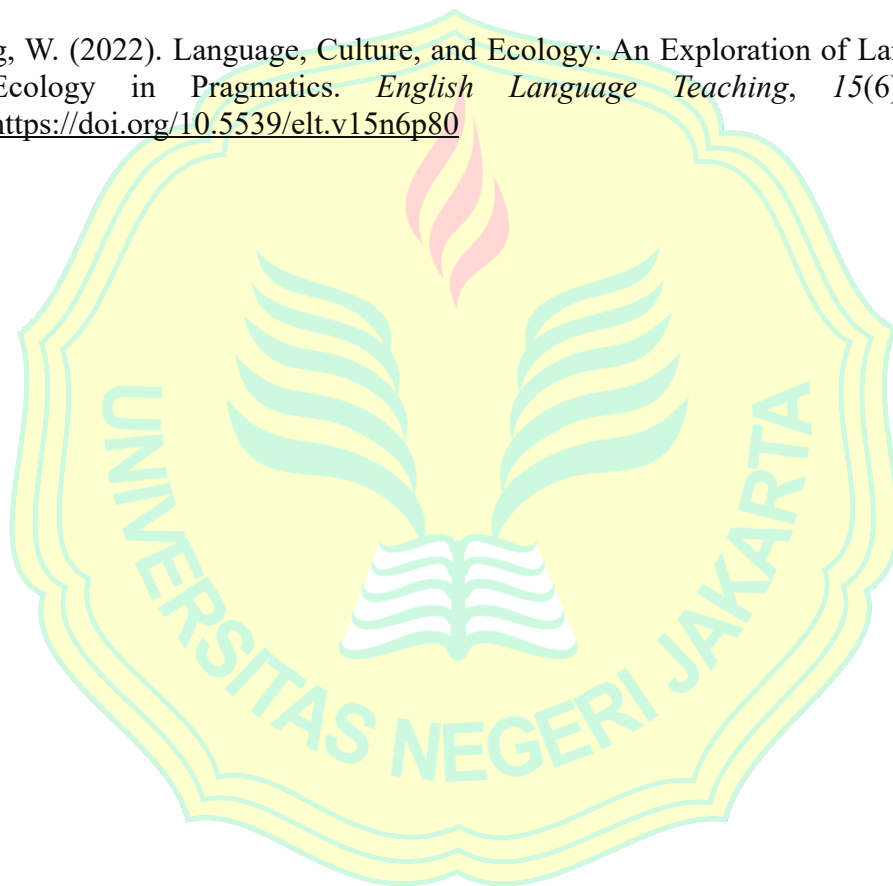 g, W. (2022). Language, Culture, and Ecology: An Exploration of Lan
Ecology in Pragmatics. English Language Teaching, 15(6)
https://doi.org/10.5539/elt.v15n6p80
UNIVERSITAS NEGERI JAKARTA